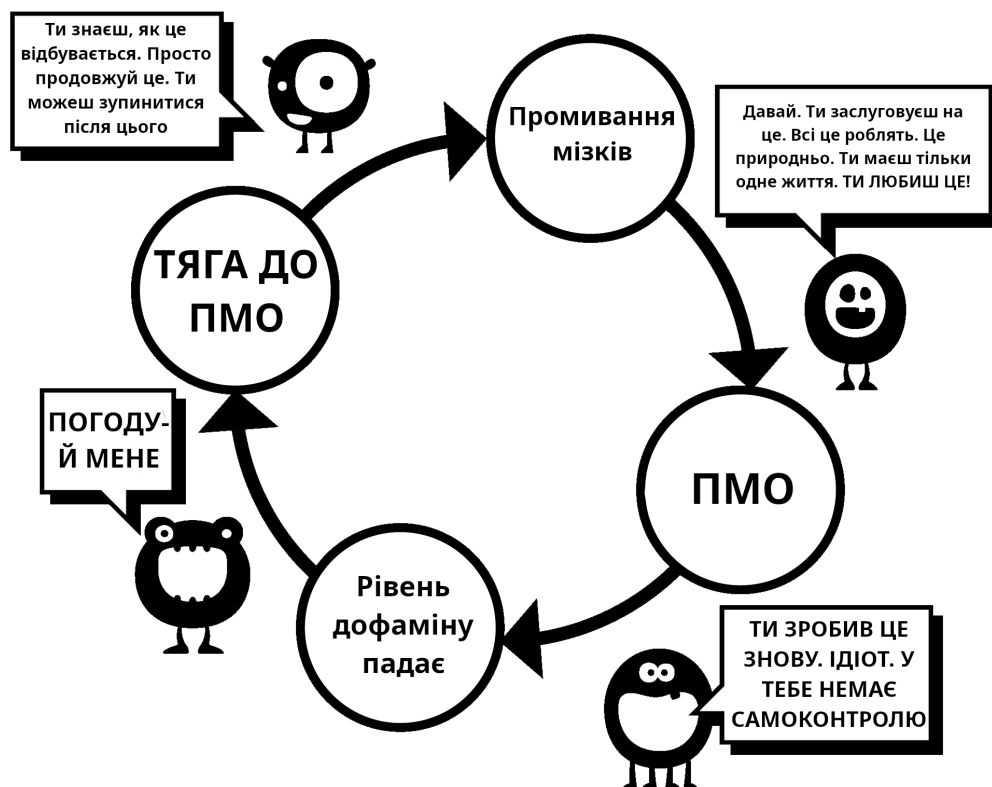 Ти знаєш, як це
відбувається. Просто
продовжуй це. Ти
можеш зупинитися
після цього
Промивання
мізків
Давай. Ти заслуговуєш на
це. Всі це роблять. Це
природньо. Ти маєш тільки
одне життя. ТИ ЛЮБИШ ЦЕ!
ТЯГА ДО
ПМО
ПОГОДУ-
Й МЕНЕ
ПМО
Рівень
дофаміну
падає
ТИ ЗРОБИВ ЦЕ
ЗНОВУ. ІДІОТ. У
ТЕБЕ НЕМАЄ
САМОКОНТРОЛЮ